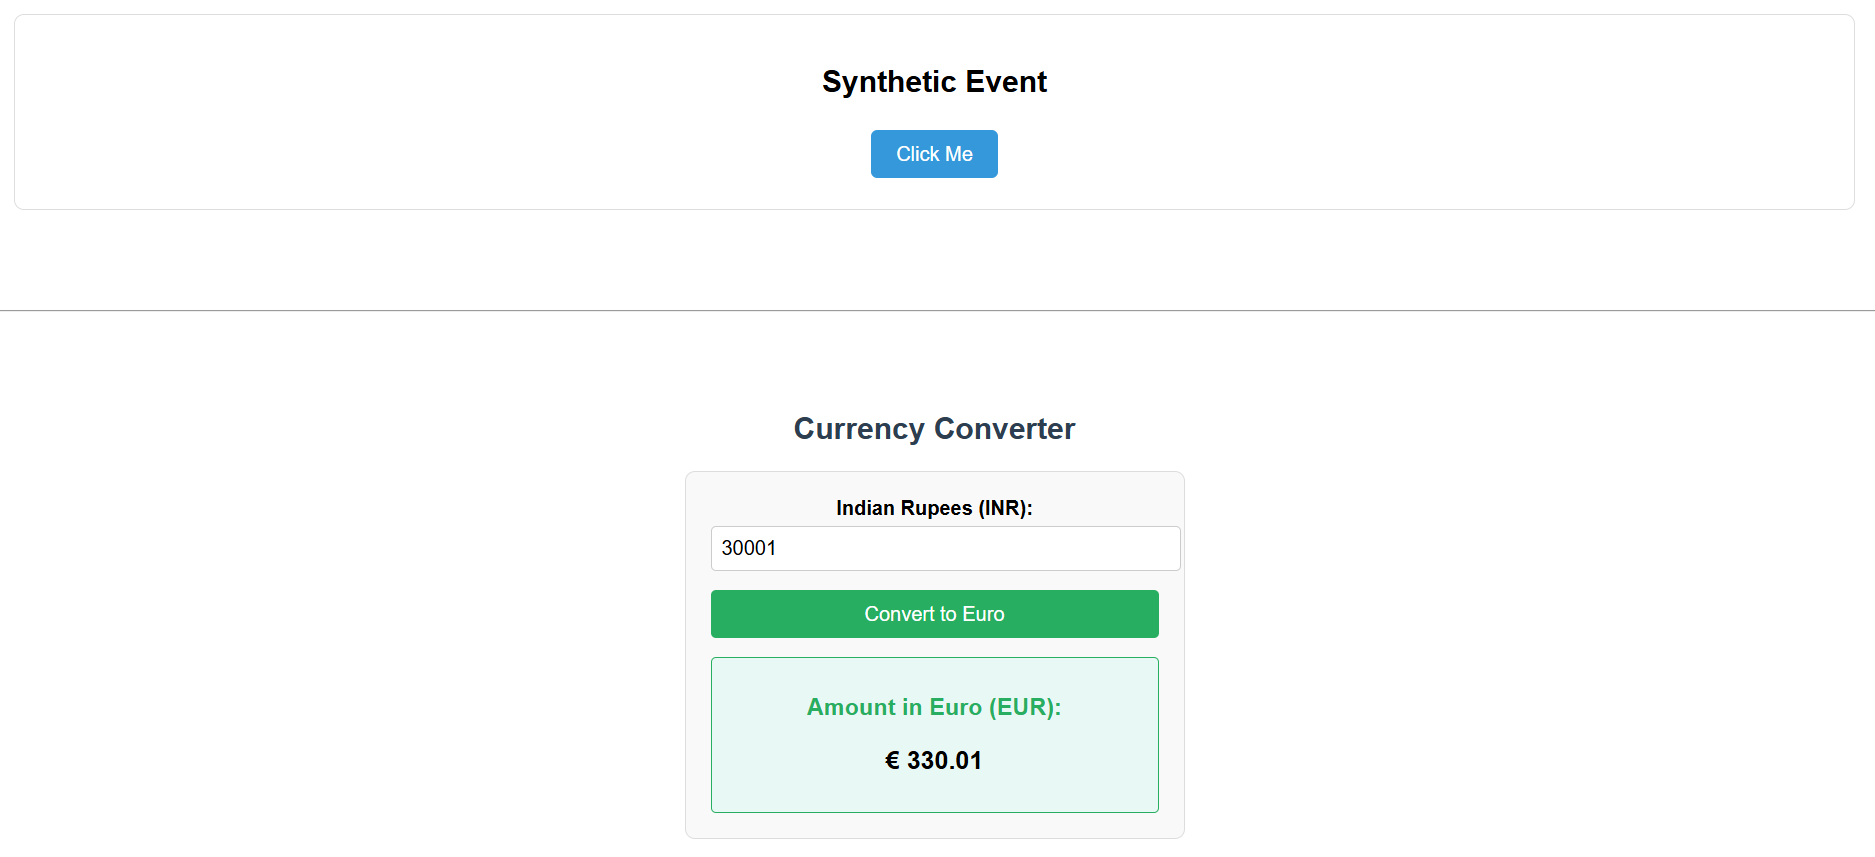 Synthetic Event
Click Me
Currency Converter
Indian Rupees (INR):
30001
Convert to Euro
Amount in Euro (EUR):
€ 330.01